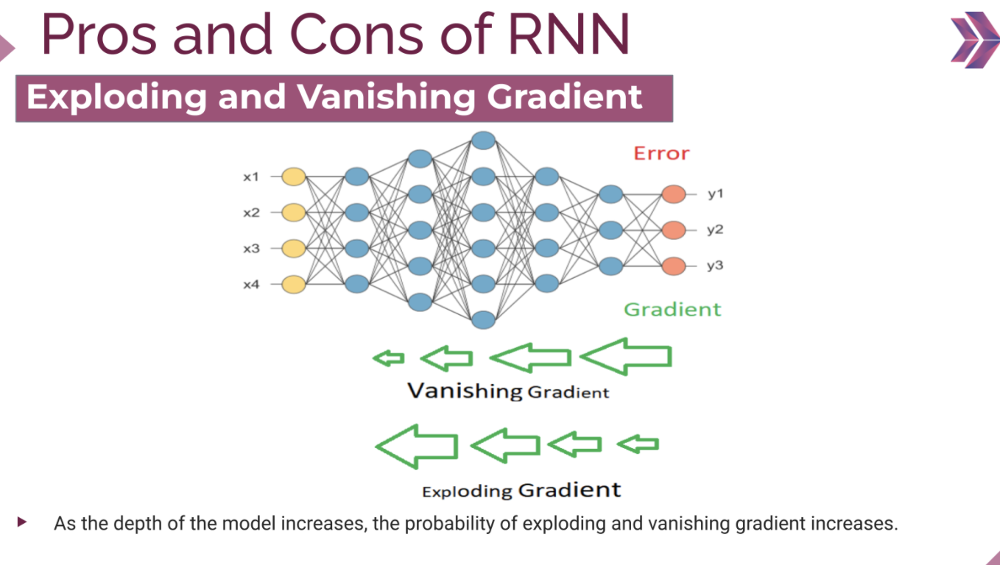 Pros and Cons of RNN
Exploding and Vanishing Gradient
Error
x1
y1
x2
y2
x3
y3
x4
Gradient
Vanishing Gradient
Exploding Gradient
As the depth of the model increases, the probability of exploding and vanishing gradient increases.